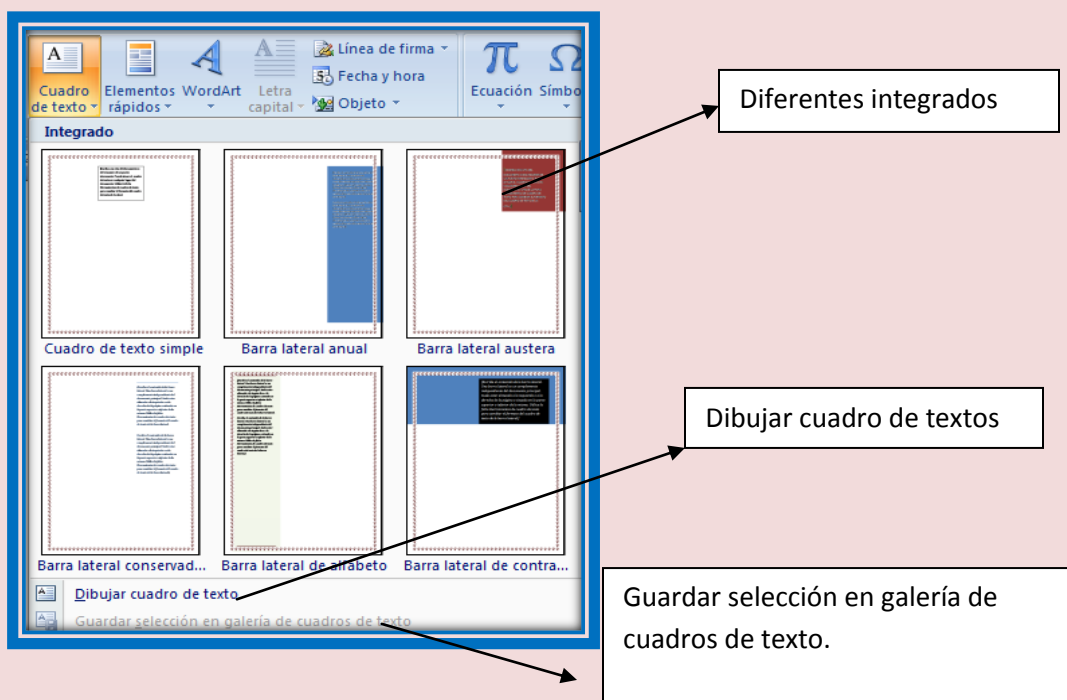 Cuadro de texto
Elementos rápidos
WordArt
Letra capital
Línea de firma
Fecha y hora
Objeto
Ecuación
Símbo
Integrado
Cuadro de texto simple
Barra lateral anual
Barra lateral austera
Barra lateral conservad...
Barra lateral de alfabeto
Barra lateral de contra...
Dibujar cuadro de texto
Guardar selección en galería de cuadros de texto
Diferentes integrados
Dibujar cuadro de textos
Guardar selección en galería de
cuadros de texto.